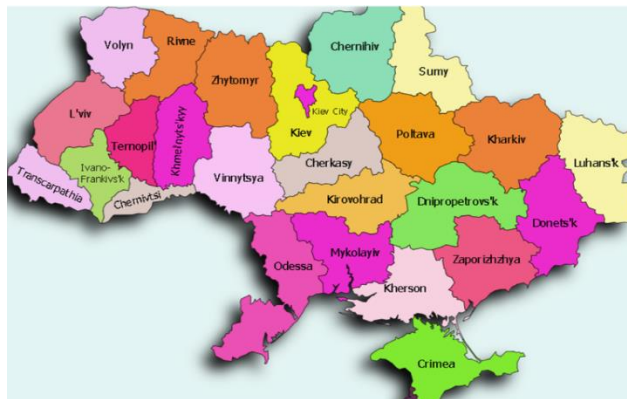 Volyn
Rivne
Zhytomyr
Chernihiv
Sumy
L'viv
Ternopil'
Khmelnyts'kyy
Kiev City
Kiev
Poltava
Kharkiv
Luhans'k
Ivano-
Frankivs'k
Transcarpathia
Chernivtsi
Vinnytsya
Cherkasy
Kirovohrad
Dnipropetrovs'k
Donets'k
Odessa
Mykolayiv
Zaporizhzhya
Kherson
Crimea